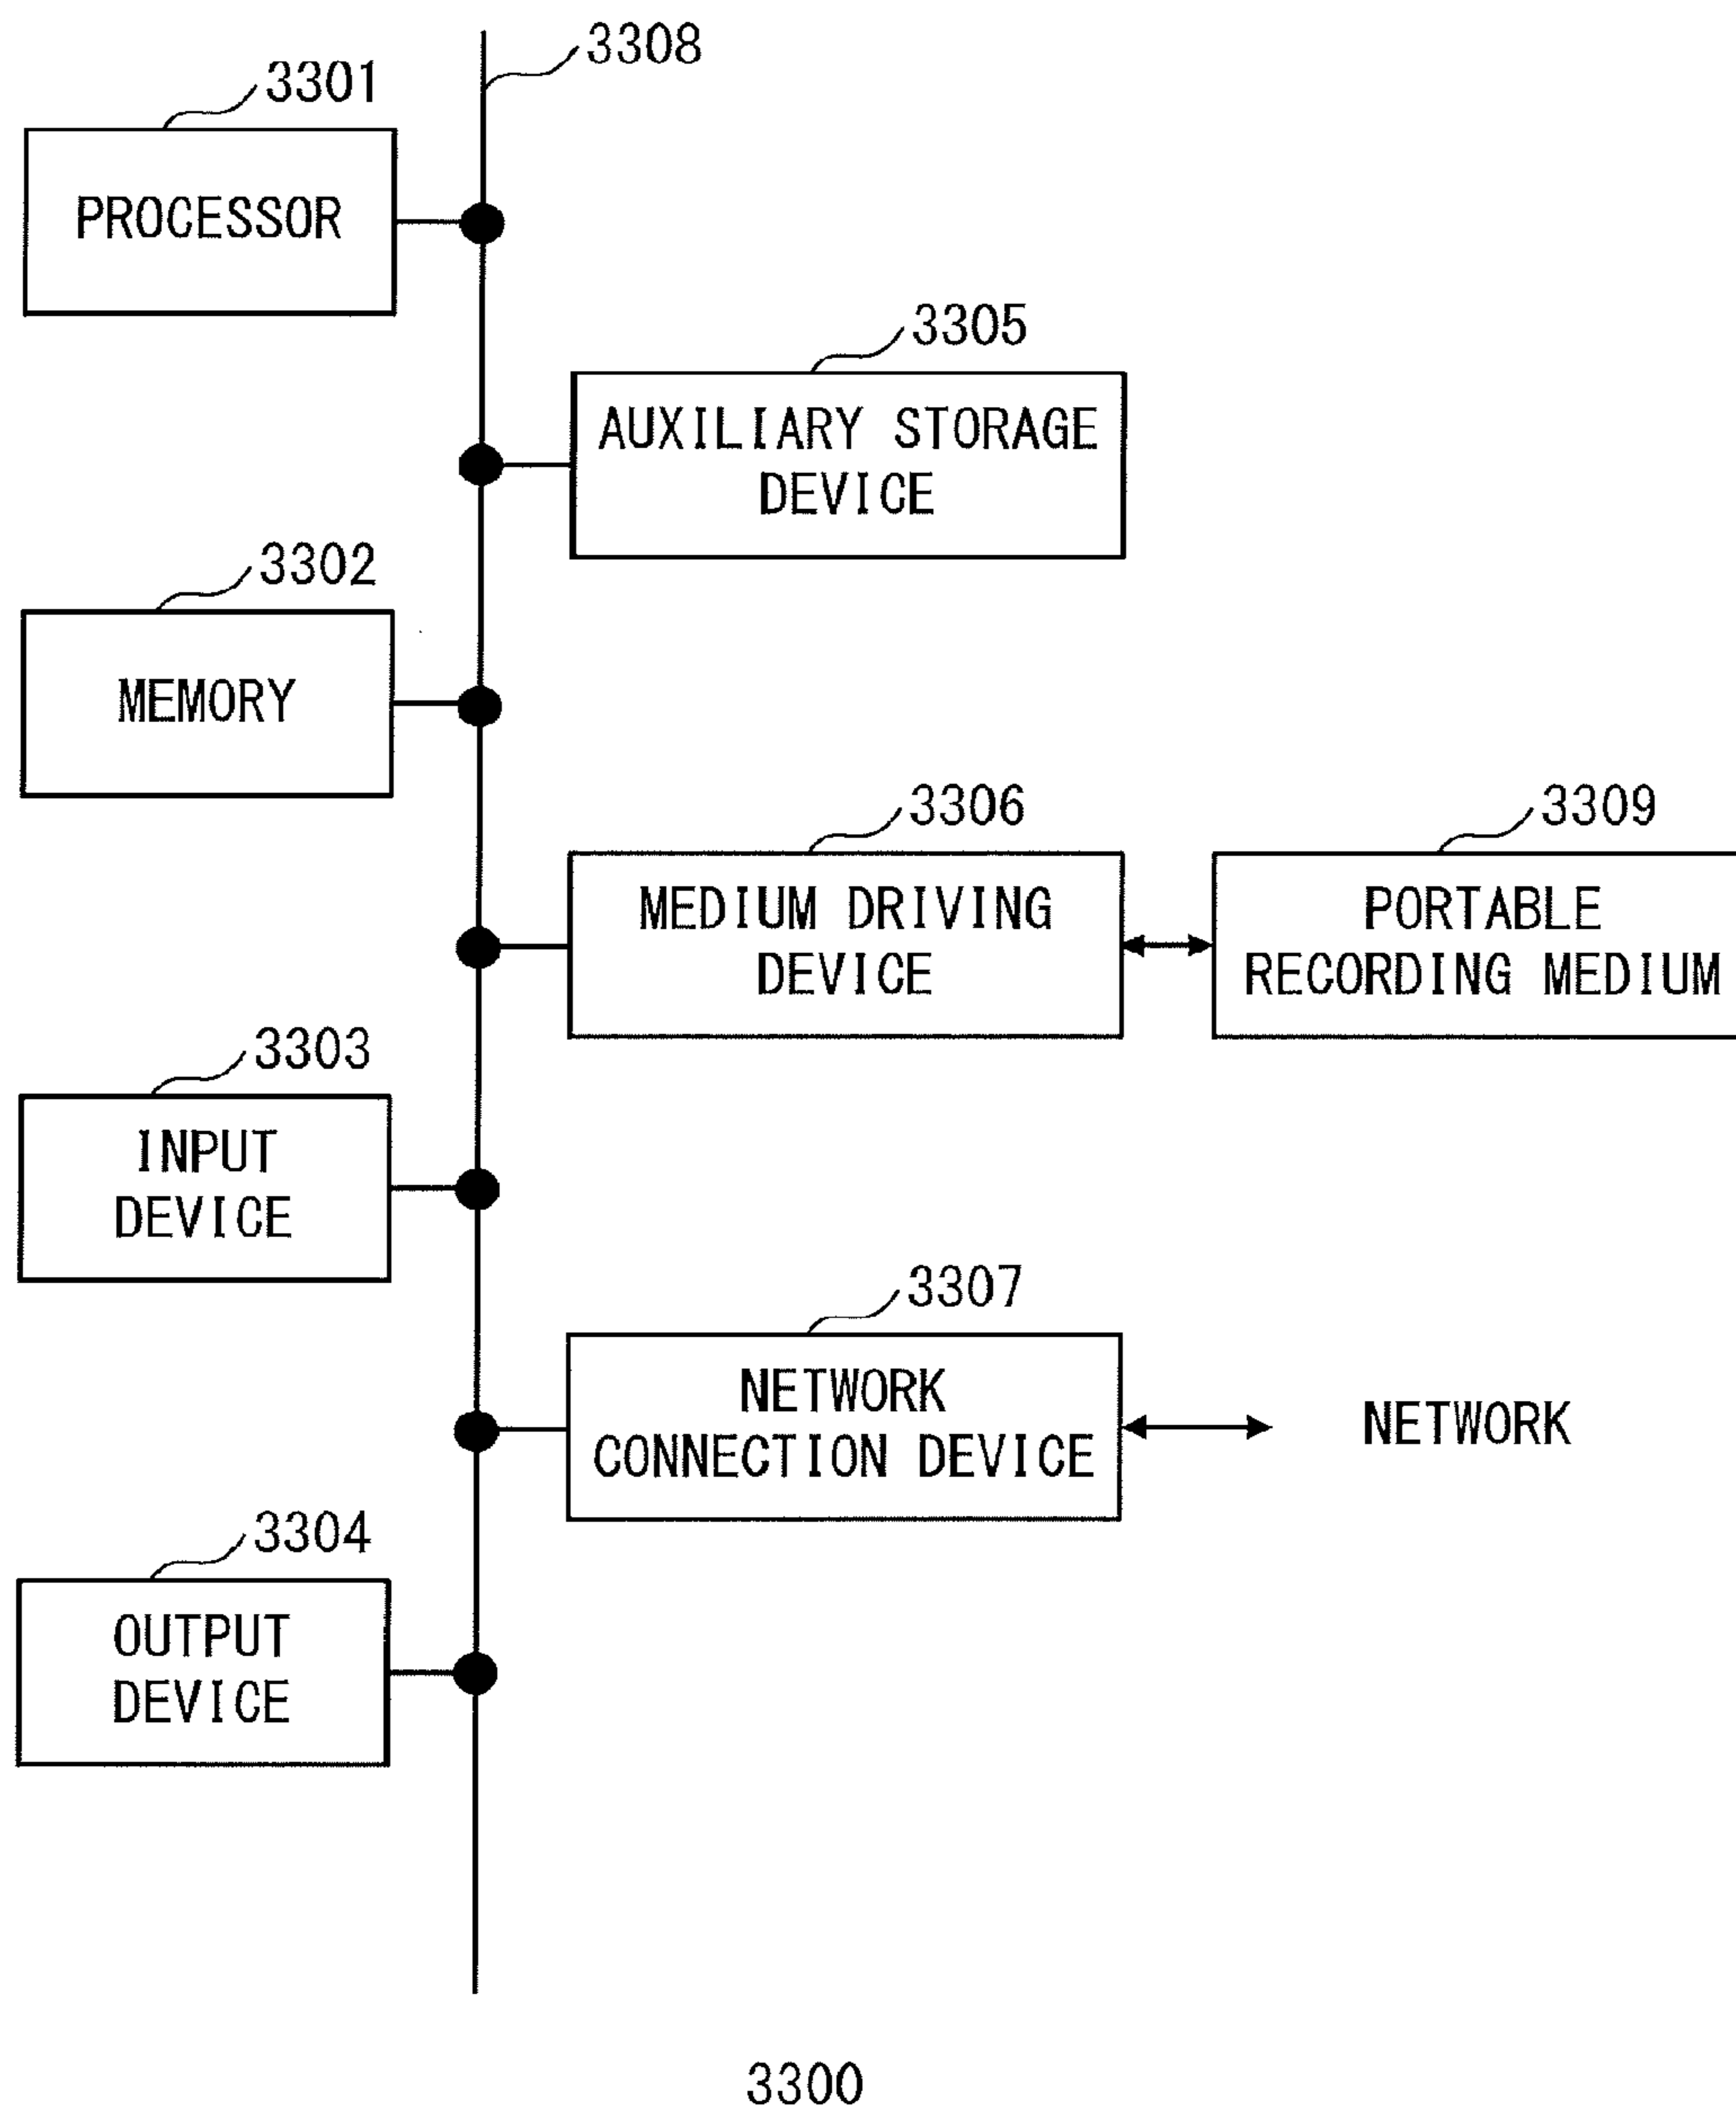 3308
3301
PROCESSOR
3305
AUXILIARY STORAGE
DEVICE
3302
MEMORY
3306
MEDIUM DRIVING
DEVICE
3309
PORTABLE
RECORDING MEDIUM
3303
INPUT
DEVICE
3307
NETWORK
CONNECTION DEVICE
NETWORK
3304
OUTPUT
DEVICE
3300